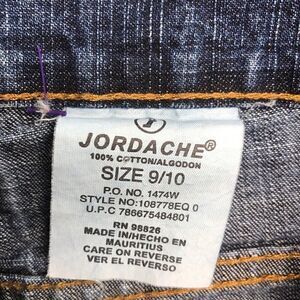 JORDACHE®
100% COTTON/ALGODON
SIZE 9/10
P.O. NO. 1474W
STYLE NO:108778EQ 0
U.P.C 786675484801
RN 98826
MADE IN/HECHO EN
MAURITIUS
CARE ON REVERSE
VER EL REVERSO